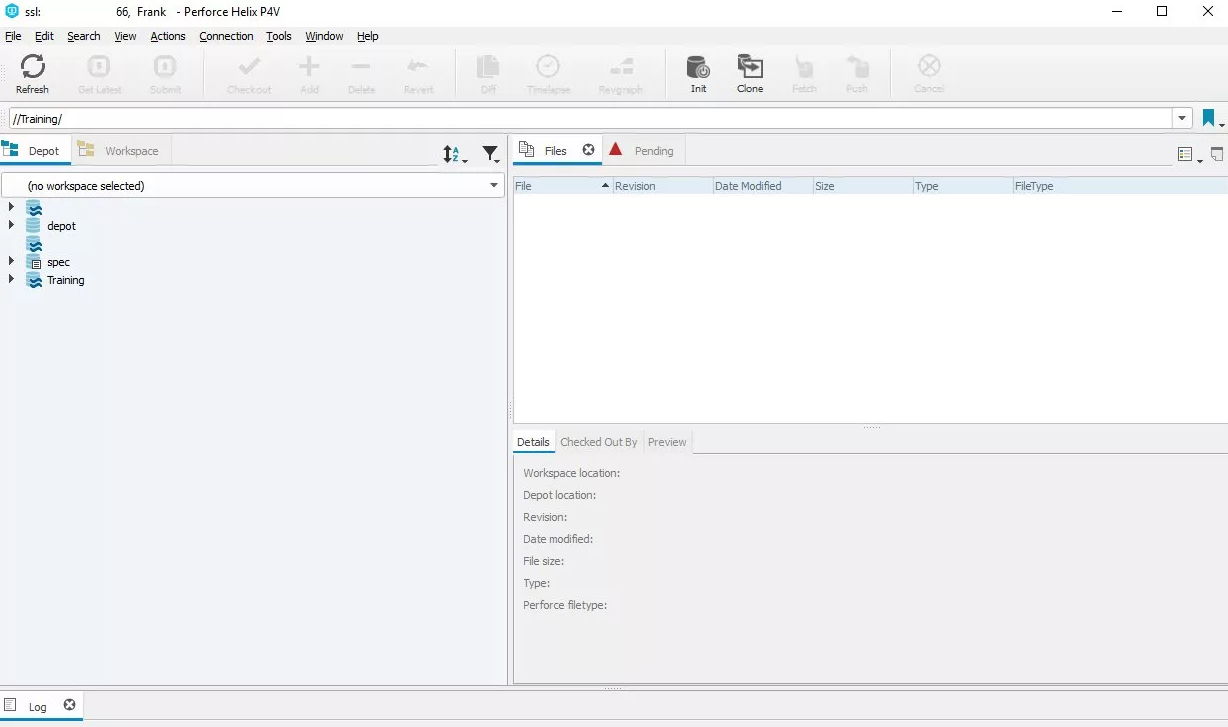 ssl: 66, Frank - Perforce Helix P4V
File Edit Search View Actions Connection Tools Window Help
Refresh Get Latest Submit Checkout Add Delete Revert Diff Timelapse Revgraph Init Clone Fetch Push Cancel
//Training/
Depot Workspace
Files Pending
(no workspace selected)
File Revision Date Modified Size Type FileType
depot
spec
Training
Details Checked Out By Preview
Workspace location:
Depot location:
Revision:
Date modified:
File size:
Type:
Perforce filetype:
Log